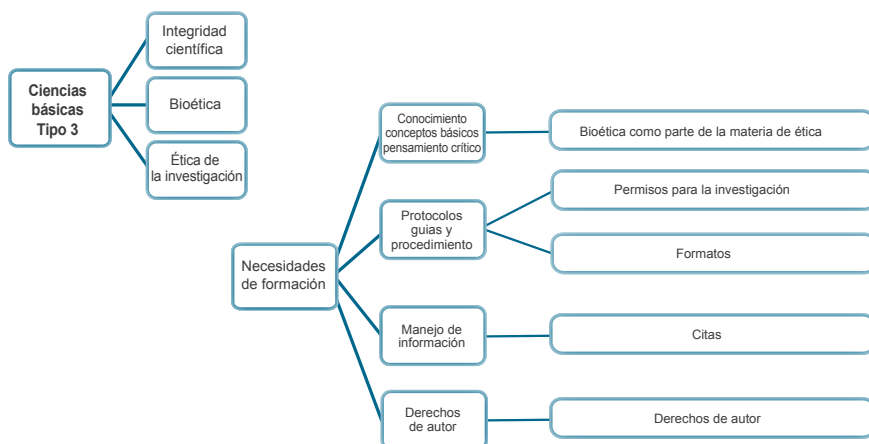 Ciencias
básicas
Tipo 3
Integridad
científica
Bioética
Ética de
la investigación
Necesidades
de formación
Conocimiento
conceptos básicos
pensamiento crítico
Bioética como parte de la materia de ética
Protocolos
guias y
procedimiento
Permisos para la investigación
Formatos
Manejo de
información
Citas
Derechos
de autor
Derechos de autor